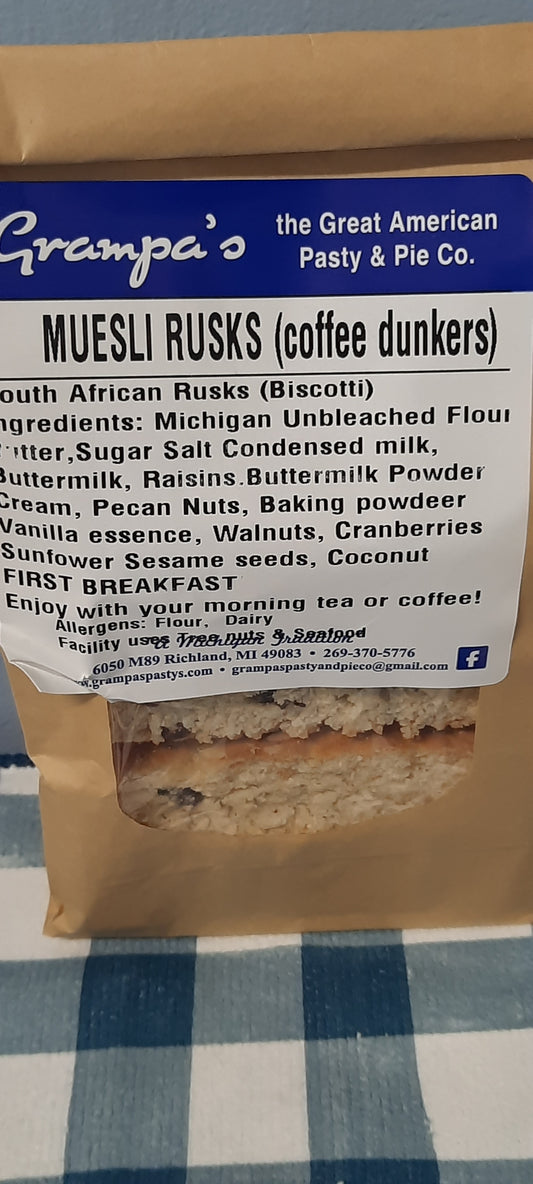 Grampa's
the Great American
Pasty & Pie Co.
MUESLI RUSKS (coffee dunkers)
outh African Rusks (Biscotti)
ngredients: Michigan Unbleached Flour
utter,Sugar Salt Condensed milk,
Buttermilk, Raisins.Buttermilk Powder
Cream, Pecan Nuts, Baking powdeer
Vanilla essence, Walnuts, Cranberries
Sunfower Sesame seeds, Coconut
FIRST BREAKFAST
Enjoy with your morning tea or coffee!
Allergens: Flour, Dairy
Facility uses Tree nuts & Seafood
a Michigan Tradition
6050 M89 Richland, MI 49083 • 269-370-5776
.grampaspastys.com • grampaspastyandpieco@gmail.com
f